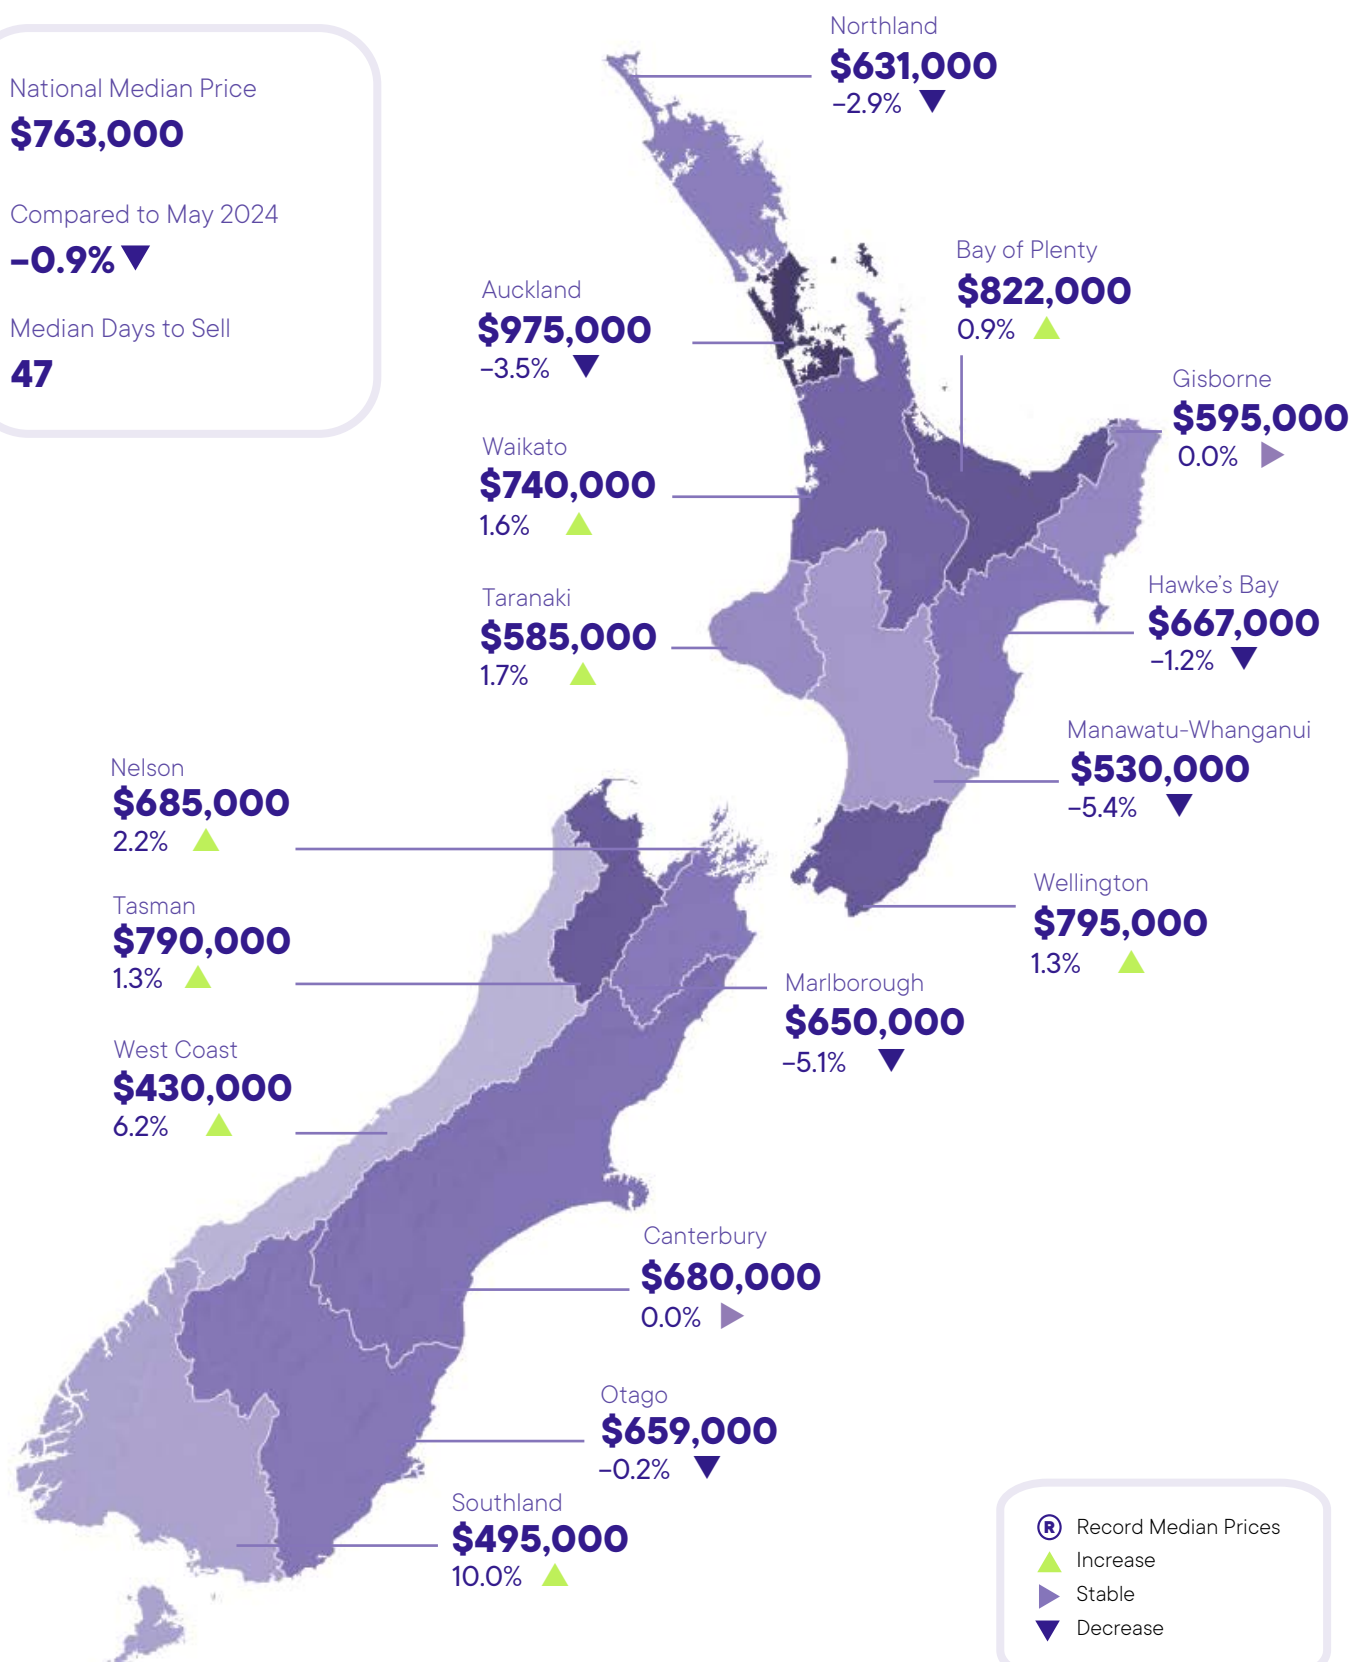 National Median Price
$763,000
Compared to May 2024
-0.9%
Median Days to Sell
47
Northland
$631,000
-2.9%
Auckland
$975,000
-3.5%
Bay of Plenty
$822,000
0.9%
Gisborne
$595,000
0.0%
Waikato
$740,000
1.6%
Taranaki
$585,000
1.7%
Hawke's Bay
$667,000
-1.2%
Manawatu-Whanganui
$530,000
-5.4%
Nelson
$685,000
2.2%
Tasman
$790,000
1.3%
Wellington
$795,000
1.3%
Marlborough
$650,000
-5.1%
West Coast
$430,000
6.2%
Canterbury
$680,000
0.0%
Otago
$659,000
-0.2%
Southland
$495,000
10.0%
R Record Median Prices
Increase
Stable
Decrease